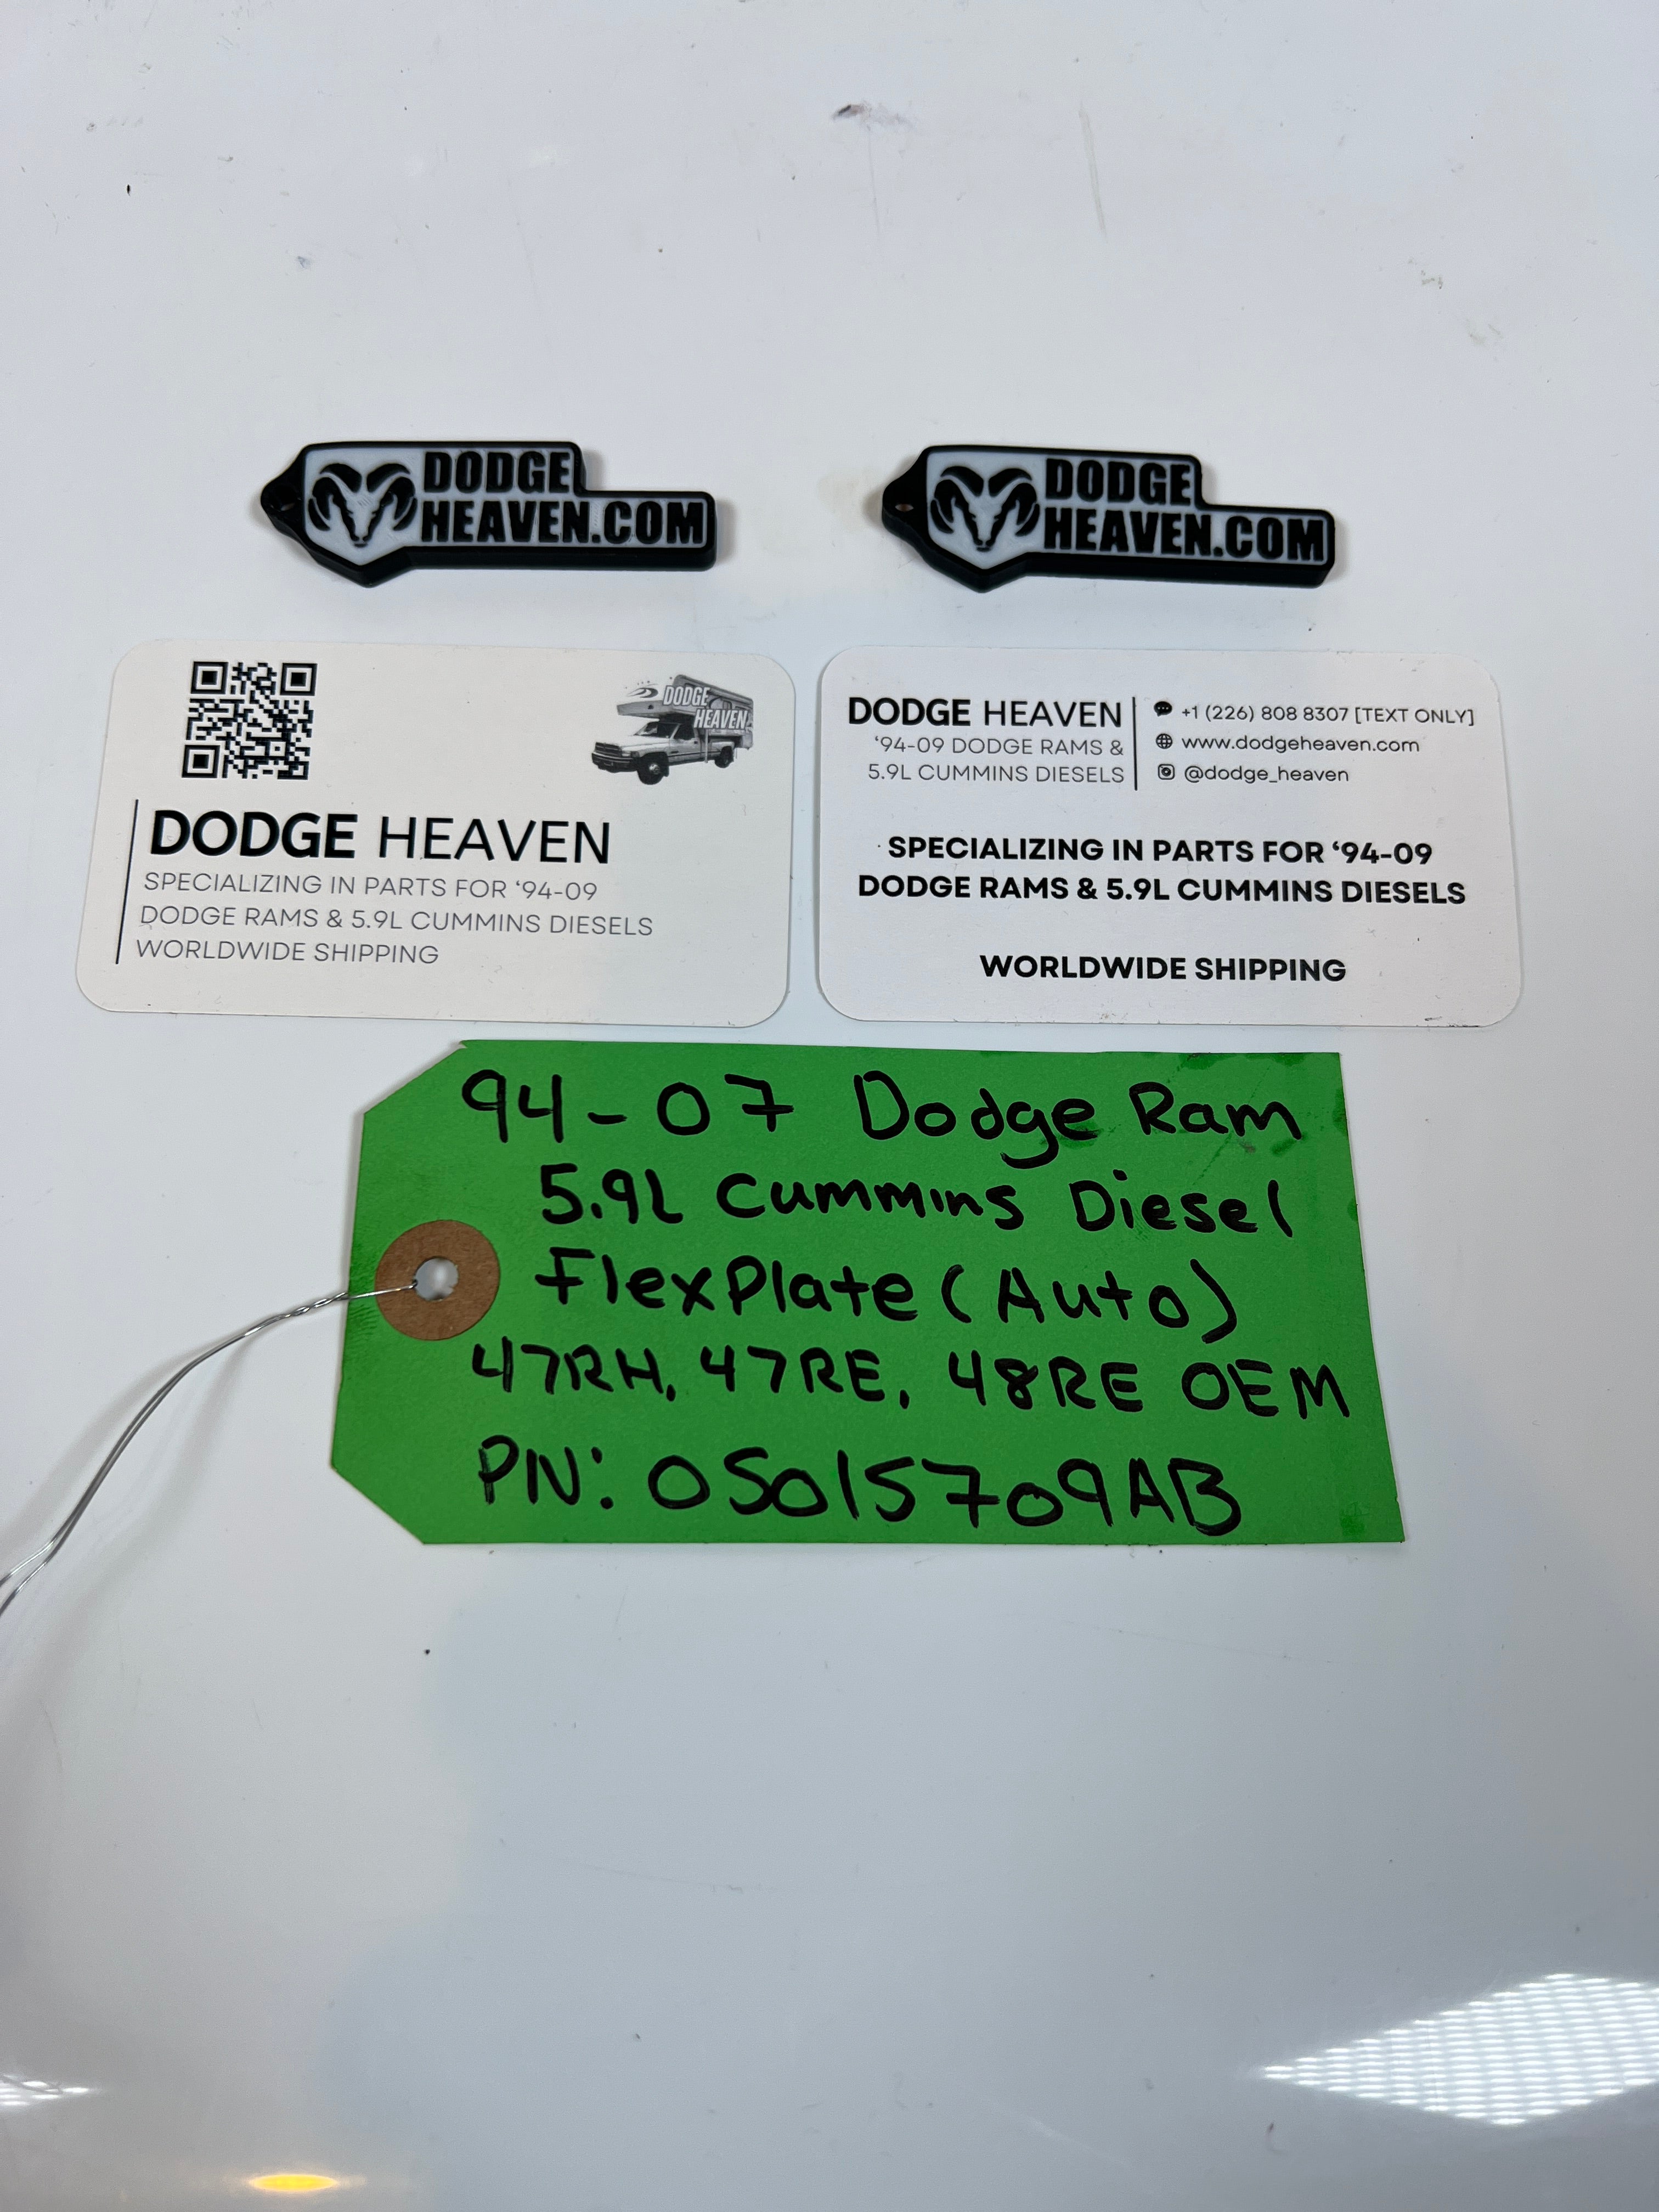 DODGE
HEAVEN.COM
DODGE
HEAVEN.COM
DODGE
HEAVEN
DODGE HEAVEN
SPECIALIZING IN PARTS FOR ‘94-09
DODGE RAMS & 5.9L CUMMINS DIESELS
WORLDWIDE SHIPPING
DODGE HEAVEN
‘94-09 DODGE RAMS &
5.9L CUMMINS DIESELS
+1 (226) 808 8307 [TEXT ONLY]
www.dodgeheaven.com
@dodge_heaven
SPECIALIZING IN PARTS FOR ‘94-09
DODGE RAMS & 5.9L CUMMINS DIESELS
WORLDWIDE SHIPPING
94-07 Dodge Ram
5.9L Cummins Diesel
FlexPlate (Auto)
47RH, 47RE, 48RE OEM
PN: 05015709AB